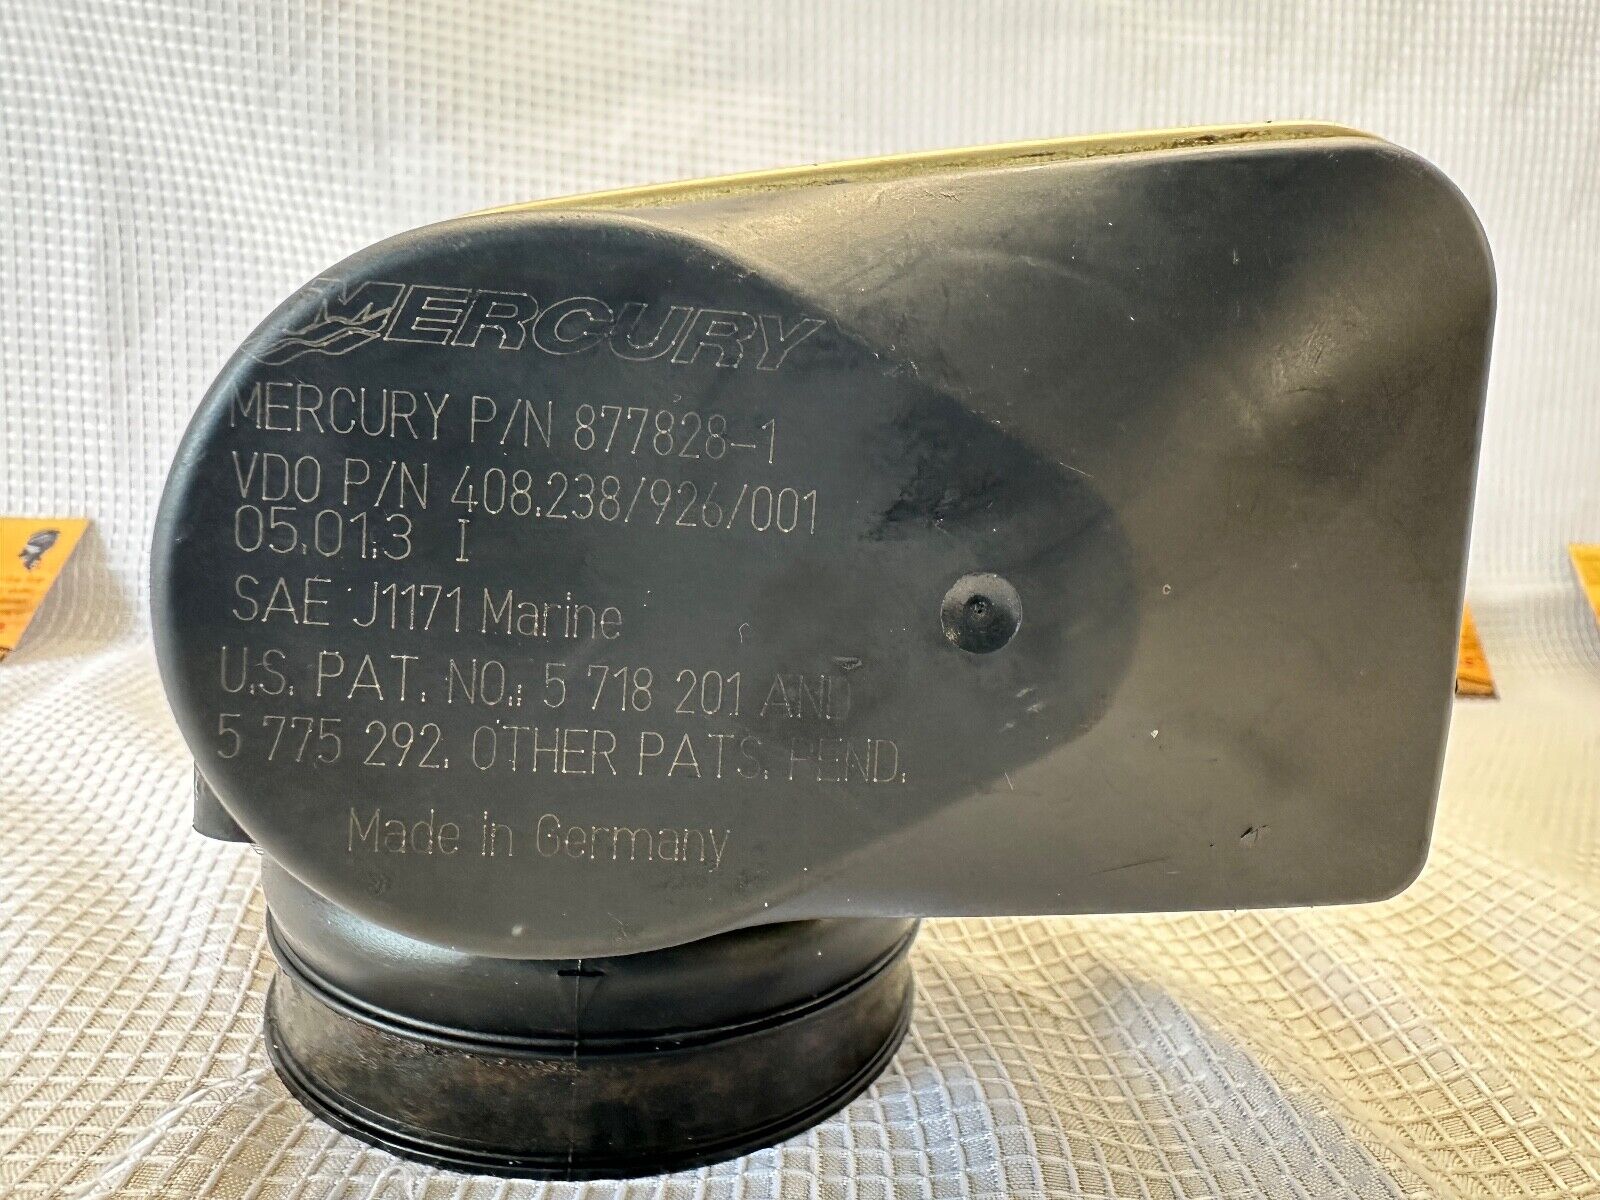 MERCURY
MERCURY P/N 877828-1
VDO P/N 408.238/926/001
05.01.3 I
SAE J1171 Marine
U.S. PAT. NO.: 5 718 201 AND
5 775 292. OTHER PATS. PEND.
Made in Germany